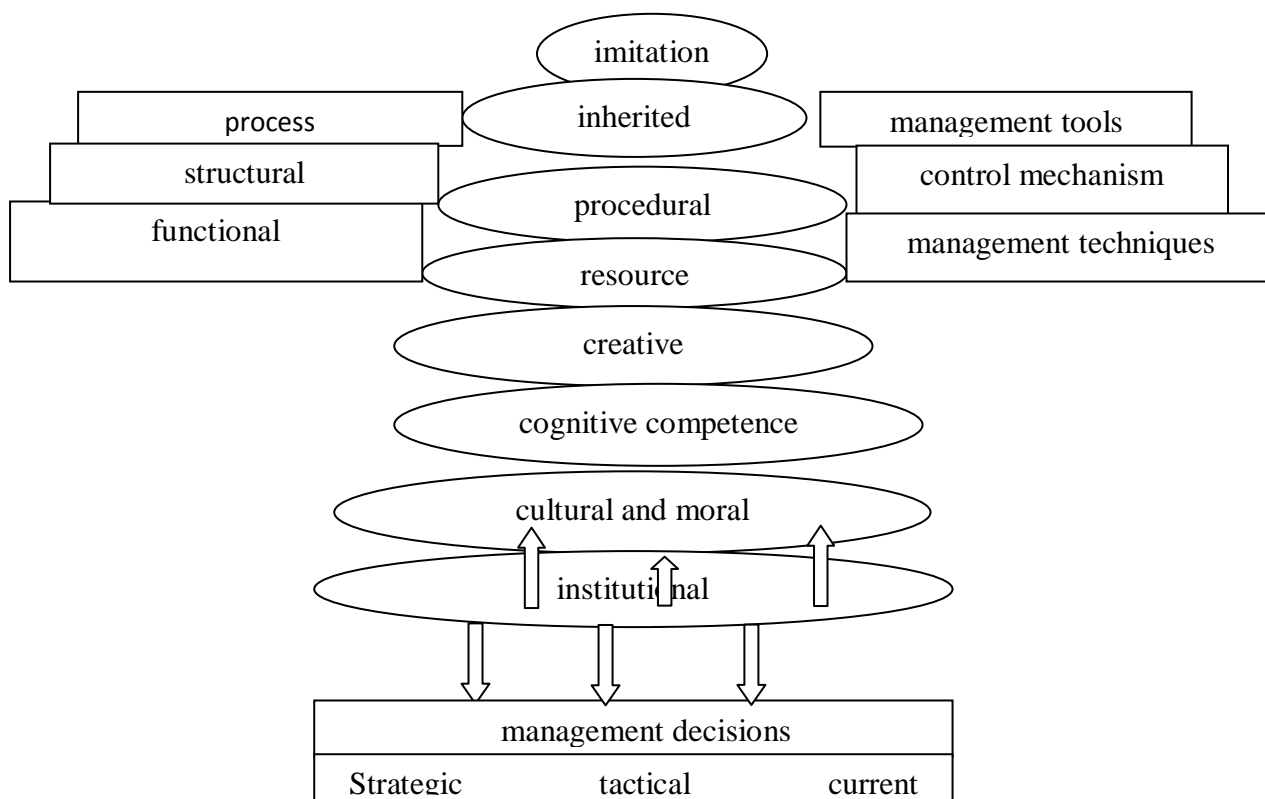 imitation
process
inherited
management tools
structural
control mechanism
procedural
functional
management techniques
resource
creative
cognitive competence
cultural and moral
institutional
management decisions
Strategic tactical current